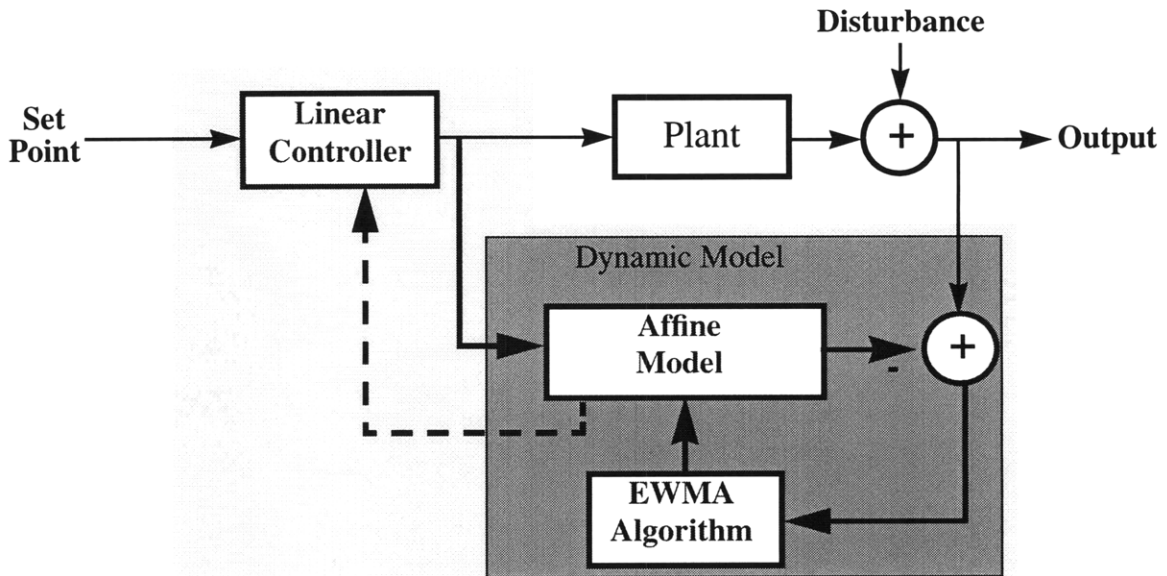 Disturbance
Set
Point
Linear
Controller
Plant
+
Output
Dynamic Model
Affine
Model
-
+
EWMA
Algorithm